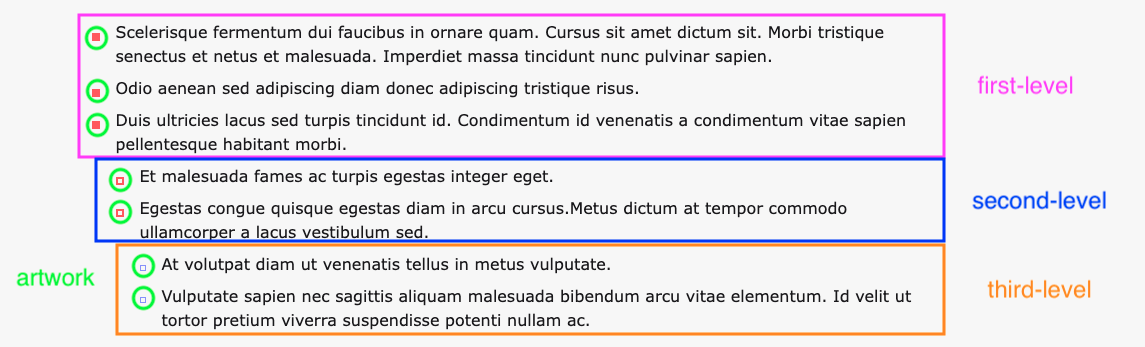 Scelerisque fermentum dui faucibus in ornare quam. Cursus sit amet dictum sit. Morbi tristique
senectus et netus et malesuada. Imperdiet massa tincidunt nunc pulvinar sapien.
first-level
Odio aenean sed adipiscing diam donec adipiscing tristique risus.
Duis ultricies lacus sed turpis tincidunt id. Condimentum id venenatis a condimentum vitae sapien
pellentesque habitant morbi.
Et malesuada fames ac turpis egestas integer eget.
second-level
Egestas congue quisque egestas diam in arcu cursus.Metus dictum at tempor commodo
ullamcorper a lacus vestibulum sed.
artwork
At volutpat diam ut venenatis tellus in metus vulputate.
third-level
Vulputate sapien nec sagittis aliquam malesuada bibendum arcu vitae elementum. Id velit ut
tortor pretium viverra suspendisse potenti nullam ac.